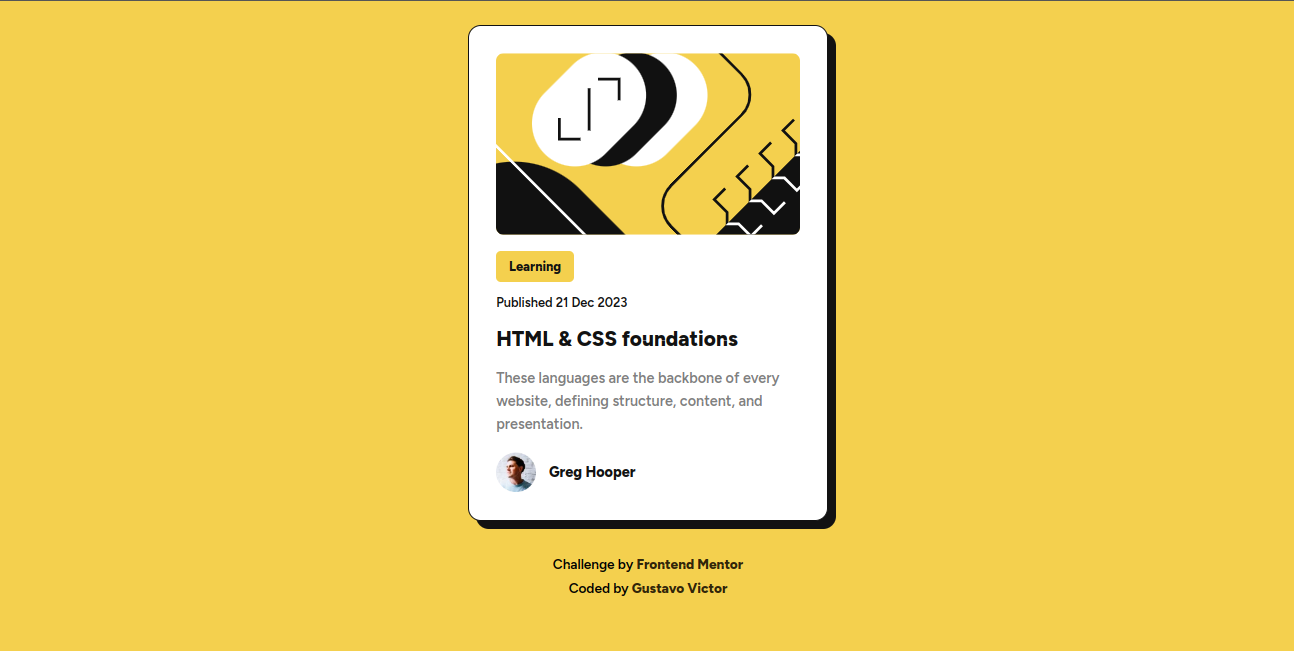 Learning
Published 21 Dec 2023
HTML & CSS foundations
These languages are the backbone of every
website, defining structure, content, and
presentation.
Greg Hooper
Challenge by Frontend Mentor
Coded by Gustavo Victor